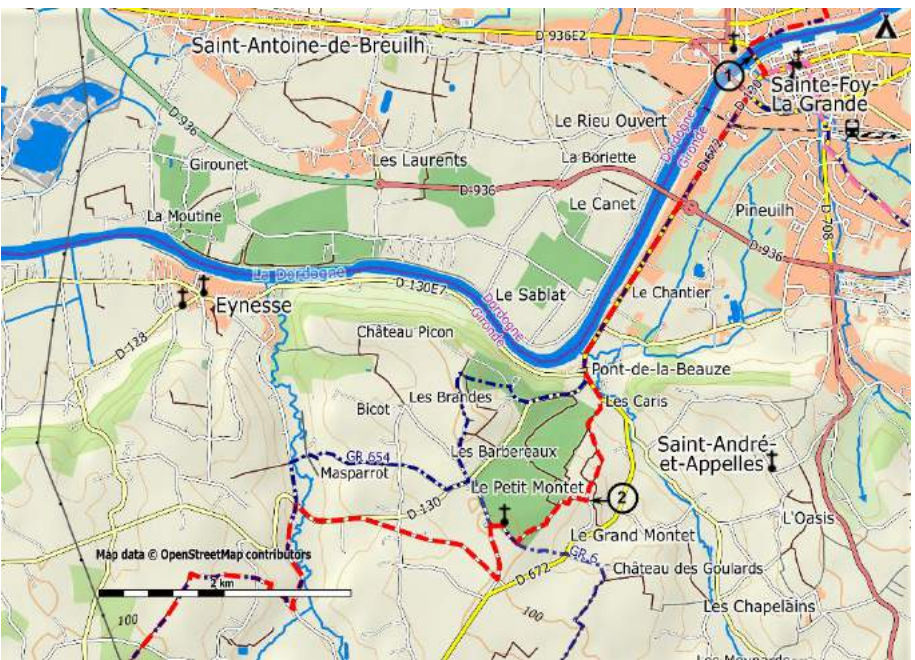 D 936E2
Saint-Antoine-de-Breuilh
1
Sainte-Foy-
La Grande
D-130
D-936
Le Rieu Ouvert
Dordogne
Gironde
D-672
Girounet
Les Laurents
La Boriette
D-936
Le Canet
La Moutine
Pineuilh
D-708
D-936
La Dordogne
D 130E7
Le Sablat
Le Chantier
Eynesse
Dordogne
Gironde
Château Picon
D-128
Pont-de-la-Beauze
Les Brandes
Les Caris
Bicot
Saint-André-
et-Appelles
Les Barbereaux
GR 654
Masparrot
Le Petit Montet
2
D-130
L'Oasis
Le Grand Montet
Map data © OpenStreetMap contributors
GR 6
Château des Goulards
D 672
2 km
Les Chapelains
100
100
Les Meynards